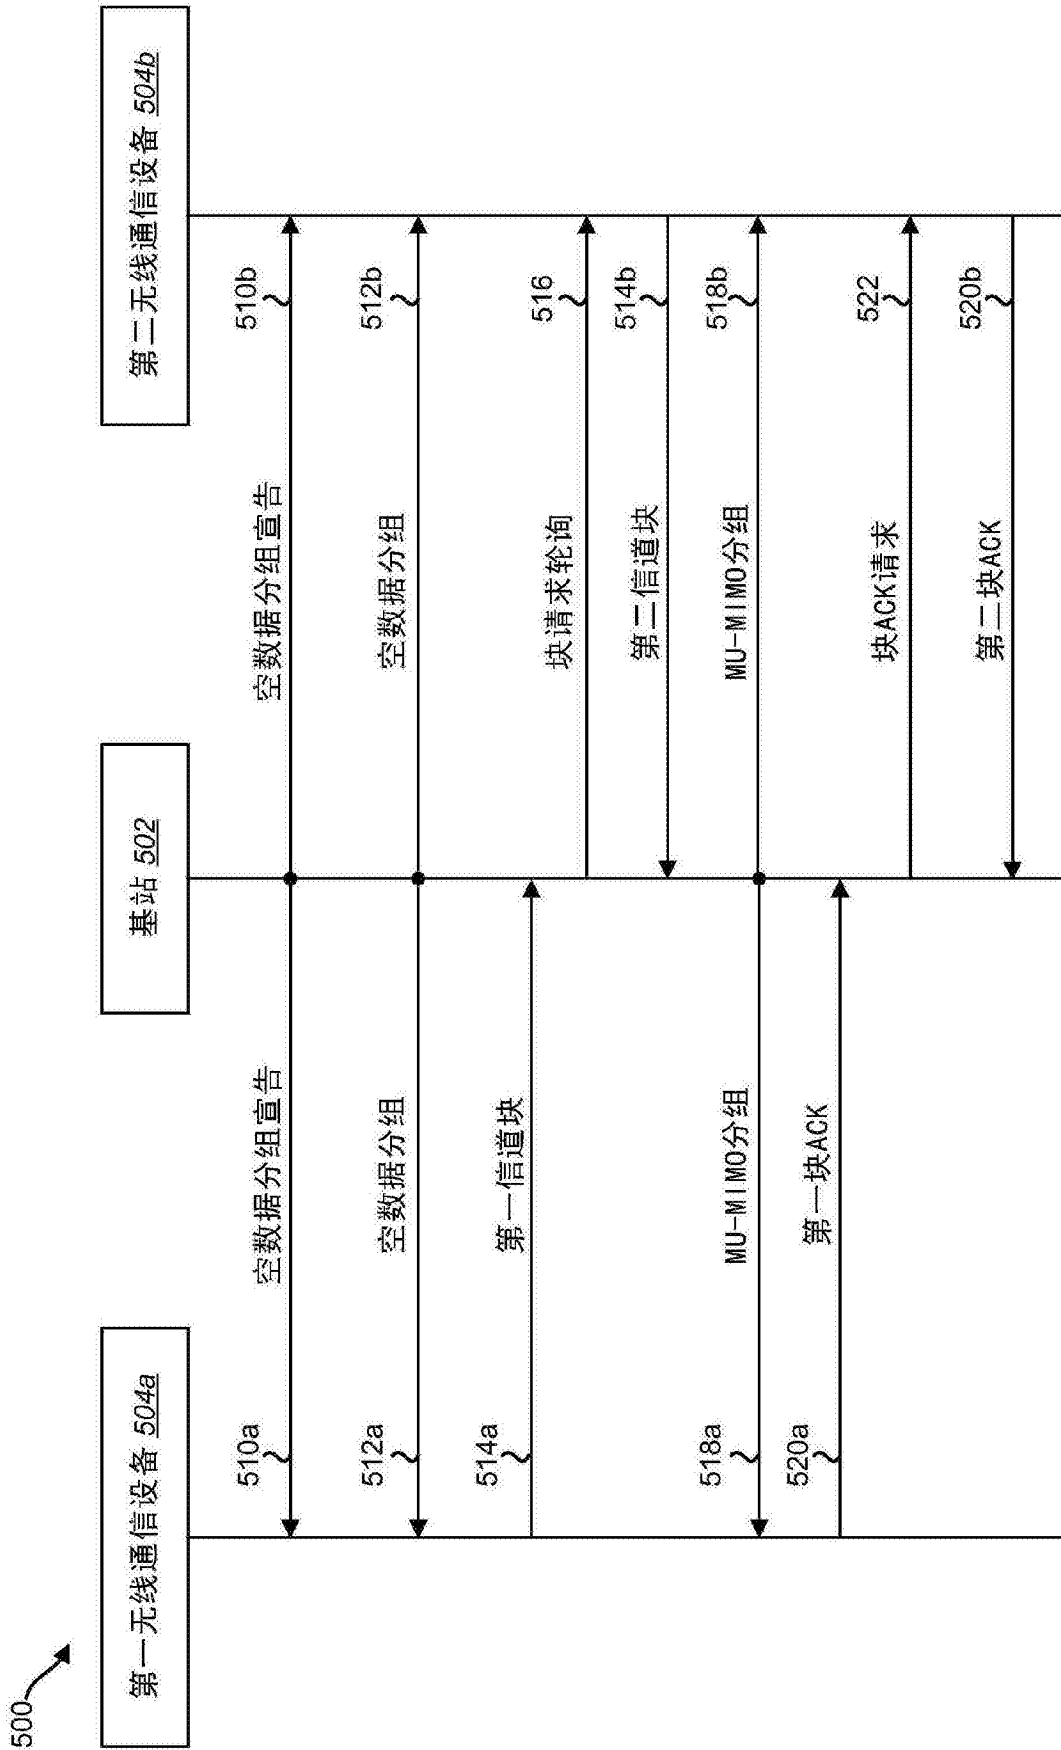 500
第一无线通信设备 504a
基站 502
第二无线通信设备 504b
510a
空数据分组宣告
空数据分组宣告
510b
512a
空数据分组
空数据分组
512b
514a
第一信道块
块请求轮询
516
第二信道块
514b
518a
MU-MIMO分组
MU-MIMO分组
518b
520a
第一块ACK
块ACK请求
522
第二块ACK
520b